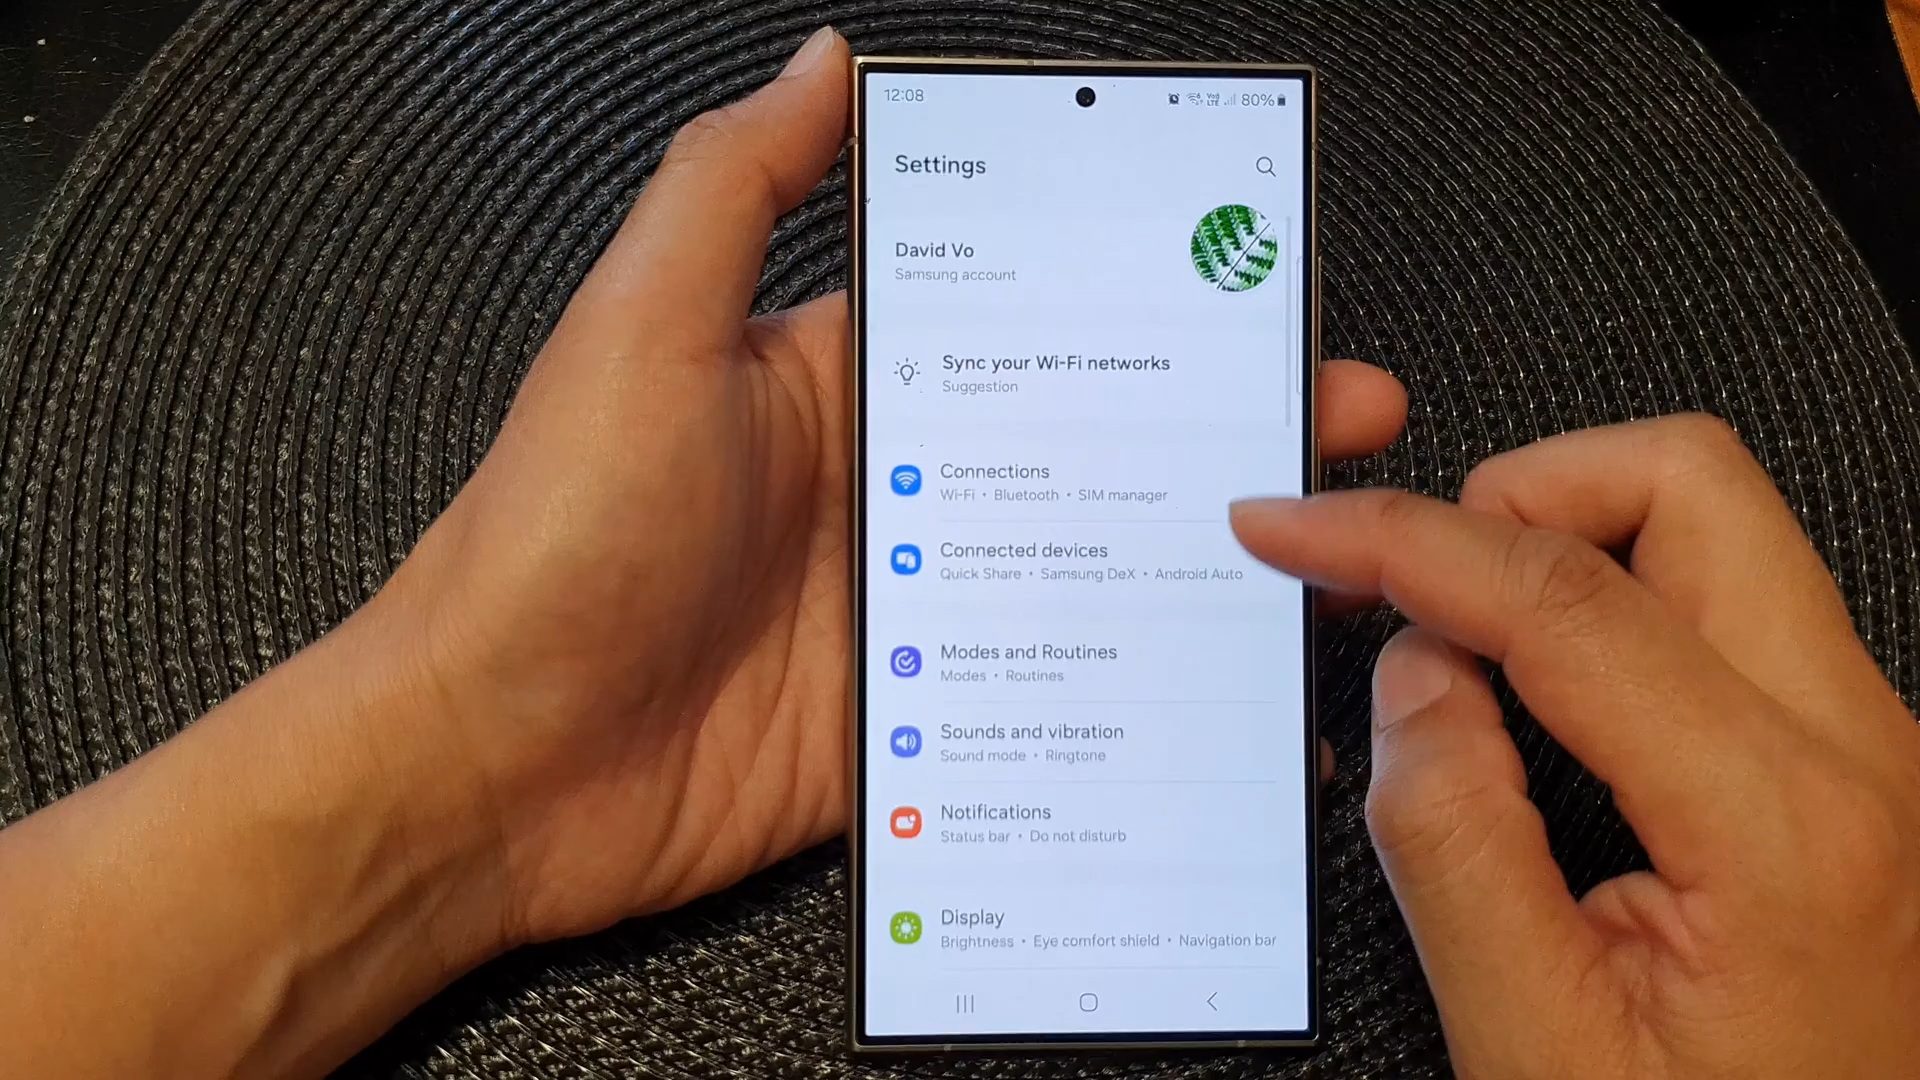 12:08
Vo) LTE 80%
Settings
David Vo
Samsung account
Sync your Wi-Fi networks
Suggestion
Connections
Wi-Fi • Bluetooth • SIM manager
Connected devices
Quick Share • Samsung DeX • Android Auto
Modes and Routines
Modes • Routines
Sounds and vibration
Sound mode • Ringtone
Notifications
Status bar • Do not disturb
Display
Brightness • Eye comfort shield • Navigation bar